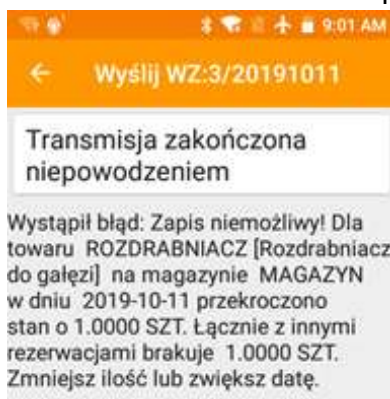 9:01 AM
Wyślij WZ:3/20191011
Transmisja zakończona
niepowodzeniem
Wystąpił błąd: Zapis niemożliwy! Dla
towaru ROZDRABNIACZ [Rozdrabniacz
do gałęzi] na magazynie MAGAZYN
w dniu 2019-10-11 przekroczono
stan o 1.0000 SZT. Łącznie z innymi
rezerwacjami brakuje 1.0000 SZT.
Zmniejsz ilość lub zwiększ datę.